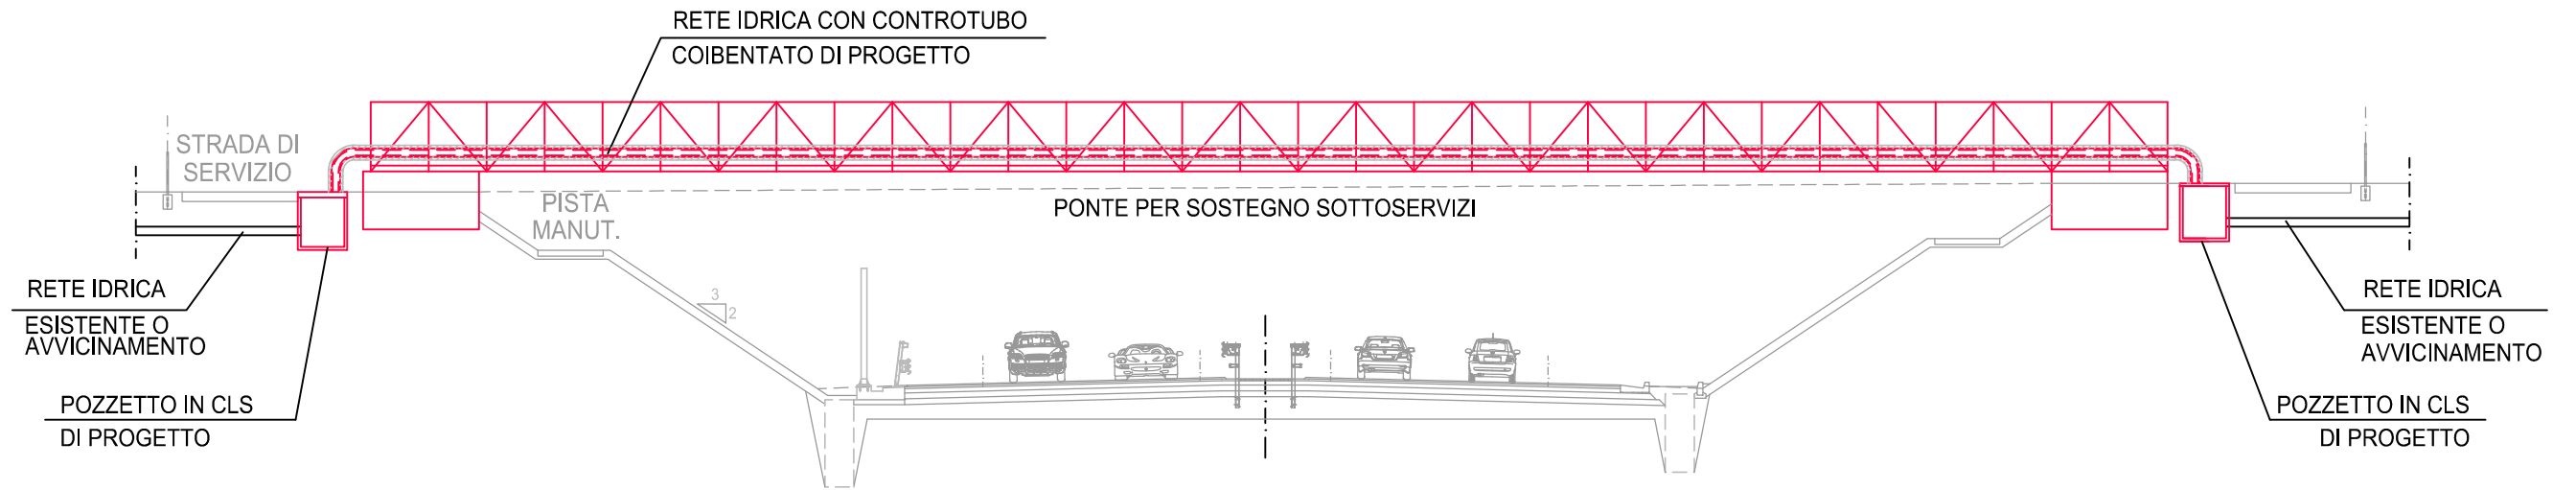 RETE IDRICA CON CONTROTUBO
COIBENTATO DI PROGETTO
STRADA DI
SERVIZIO
PISTA
MANUT.
PONTE PER SOSTEGNO SOTTOSERVIZI
RETE IDRICA
ESISTENTE O
AVVICINAMENTO
3
2
RETE IDRICA
ESISTENTE O
AVVICINAMENTO
POZZETTO IN CLS
DI PROGETTO
POZZETTO IN CLS
DI PROGETTO